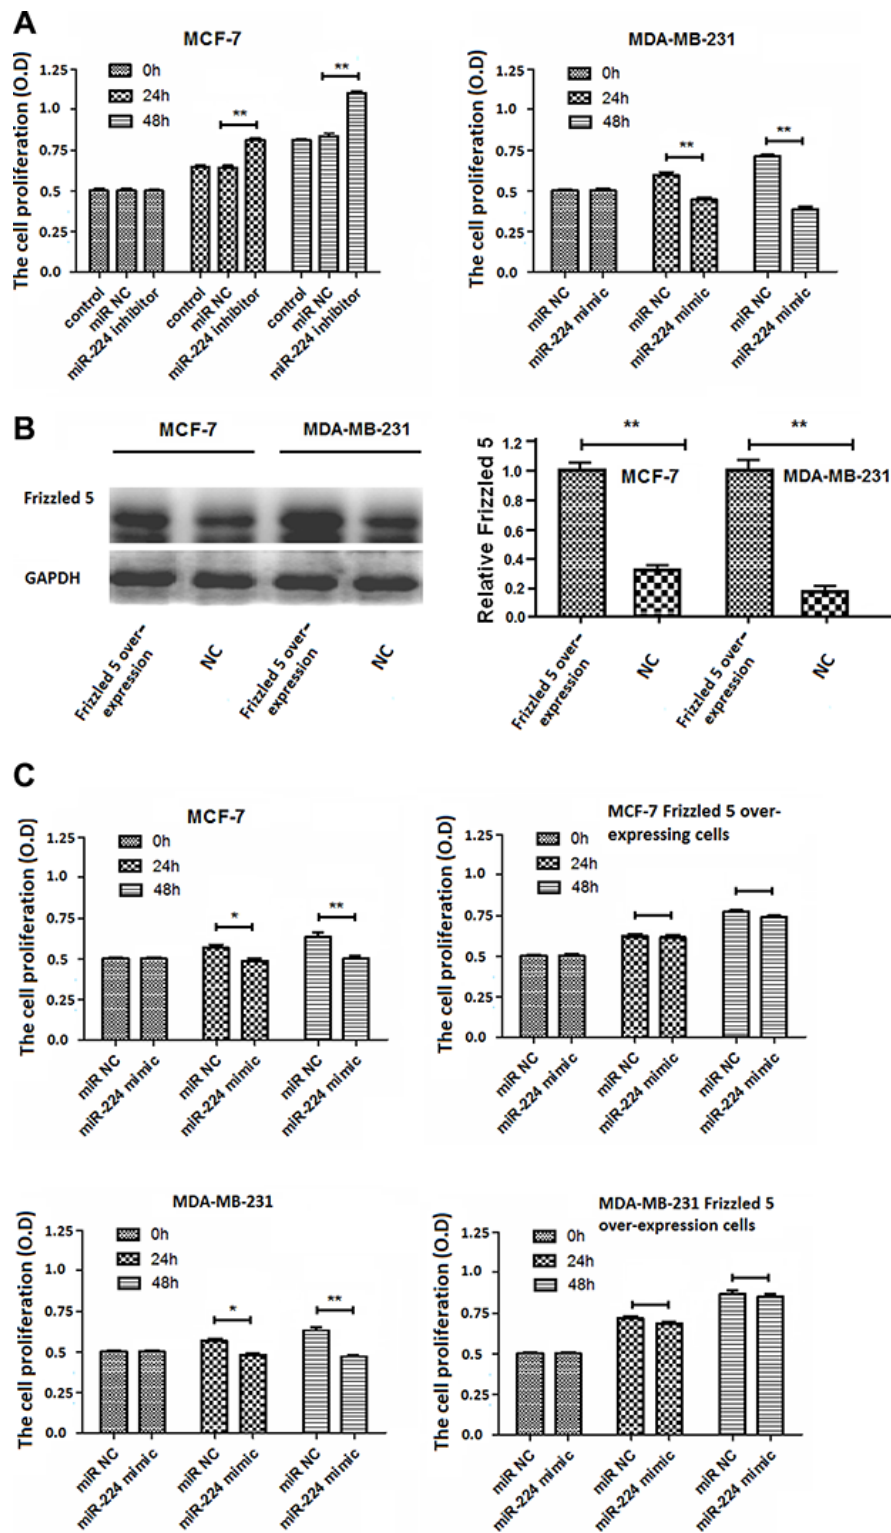 A
MCF-7
The cell proliferation (O.D)
1.25
1.00
0.75
0.5
0.25
0.0
0h
24h
48h
**
**
control
miR NC
miR-224 inhibitor
control
miR NC
miR-224 inhibitor
control
miR NC
miR-224 inhibitor
MDA-MB-231
The cell proliferation (O.D)
1.25
1.00
0.75
0.5
0.25
0.0
0h
24h
48h
**
**
miR NC
miR-224 mimic
miR NC
miR-224 mimic
miR NC
miR-224 mimic
B
MCF-7
MDA-MB-231
Frizzled 5
GAPDH
Frizzled 5 over-
expression
NC
Frizzled 5 over-
expression
NC
Relative Frizzled 5
1.2
1.0
0.8
0.6
0.4
0.2
0.0
**
**
MCF-7
MDA-MB-231
Frizzled 5 over-
expression
NC
Frizzled 5 over-
expression
NC
C
MCF-7
The cell proliferation (O.D)
1.25
1.00
0.75
0.5
0.25
0.0
0h
24h
48h
*
**
miR NC
miR-224 mimic
miR NC
miR-224 mimic
miR NC
miR-224 mimic
MCF-7 Frizzled 5 over-
expressing cells
The cell proliferation (O.D)
1.25
1.00
0.75
0.5
0.25
0.0
0h
24h
48h
miR NC
miR-224 mimic
miR NC
miR-224 mimic
miR NC
miR-224 mimic
MDA-MB-231
The cell proliferation (O.D)
1.25
1.00
0.75
0.5
0.25
0.0
0h
24h
48h
*
**
miR NC
miR-224 mimic
miR NC
miR-224 mimic
miR NC
miR-224 mimic
MDA-MB-231 Frizzled 5
over-expression cells
The cell proliferation (O.D)
1.25
1.00
0.75
0.5
0.25
0.0
0h
24h
48h
miR NC
miR-224 mimic
miR NC
miR-224 mimic
miR NC
miR-224 mimic